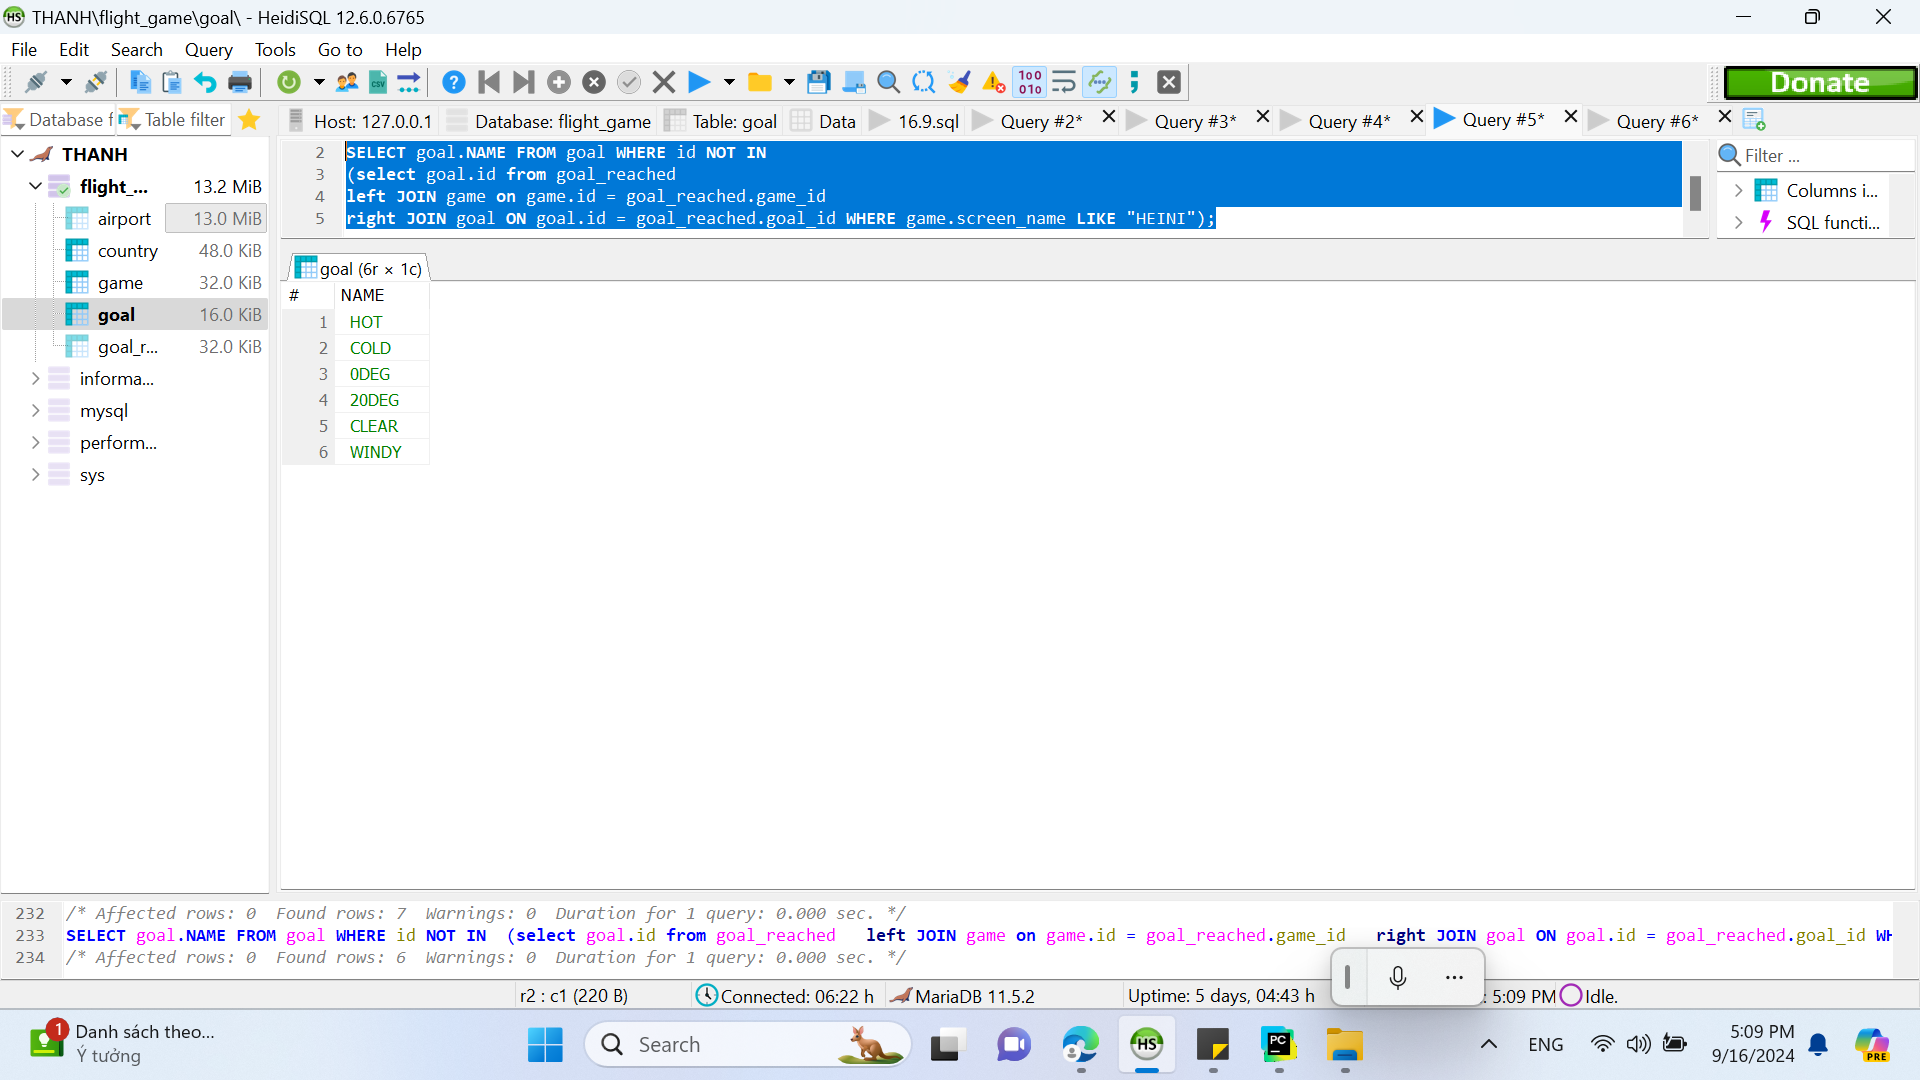 THANH\flight_game\goal\ - HeidiSQL 12.6.0.6765
File Edit Search Query Tools Go to Help
Donate
Database f Table filter
Host: 127.0.0.1 Database: flight_game Table: goal Data 16.9.sql Query #2* Query #3* Query #4* Query #5* Query #6*
THANH
flight_... 13.2 MiB
airport 13.0 MiB
country 48.0 KiB
game 32.0 KiB
goal 16.0 KiB
goal_r... 32.0 KiB
informa...
mysql
perform...
sys
2 SELECT goal.NAME FROM goal WHERE id NOT IN
3 (select goal.id from goal_reached
4 left JOIN game on game.id = goal_reached.game_id
5 right JOIN goal ON goal.id = goal_reached.goal_id WHERE game.screen_name LIKE "HEINI");
Filter ...
Columns i...
SQL functi...
goal (6r × 1c)
# NAME
1 HOT
2 COLD
3 0DEG
4 20DEG
5 CLEAR
6 WINDY
232 /* Affected rows: 0 Found rows: 7 Warnings: 0 Duration for 1 query: 0.000 sec. */
233 SELECT goal.NAME FROM goal WHERE id NOT IN (select goal.id from goal_reached left JOIN game on game.id = goal_reached.game_id right JOIN goal ON goal.id = goal_reached.goal_id WH
234 /* Affected rows: 0 Found rows: 6 Warnings: 0 Duration for 1 query: 0.000 sec. */
r2 : c1 (220 B) Connected: 06:22 h MariaDB 11.5.2 Uptime: 5 days, 04:43 h : 5:09 PM Idle.
1 Danh sách theo...
Ý tưởng
Search
ENG
5:09 PM
9/16/2024
PRE